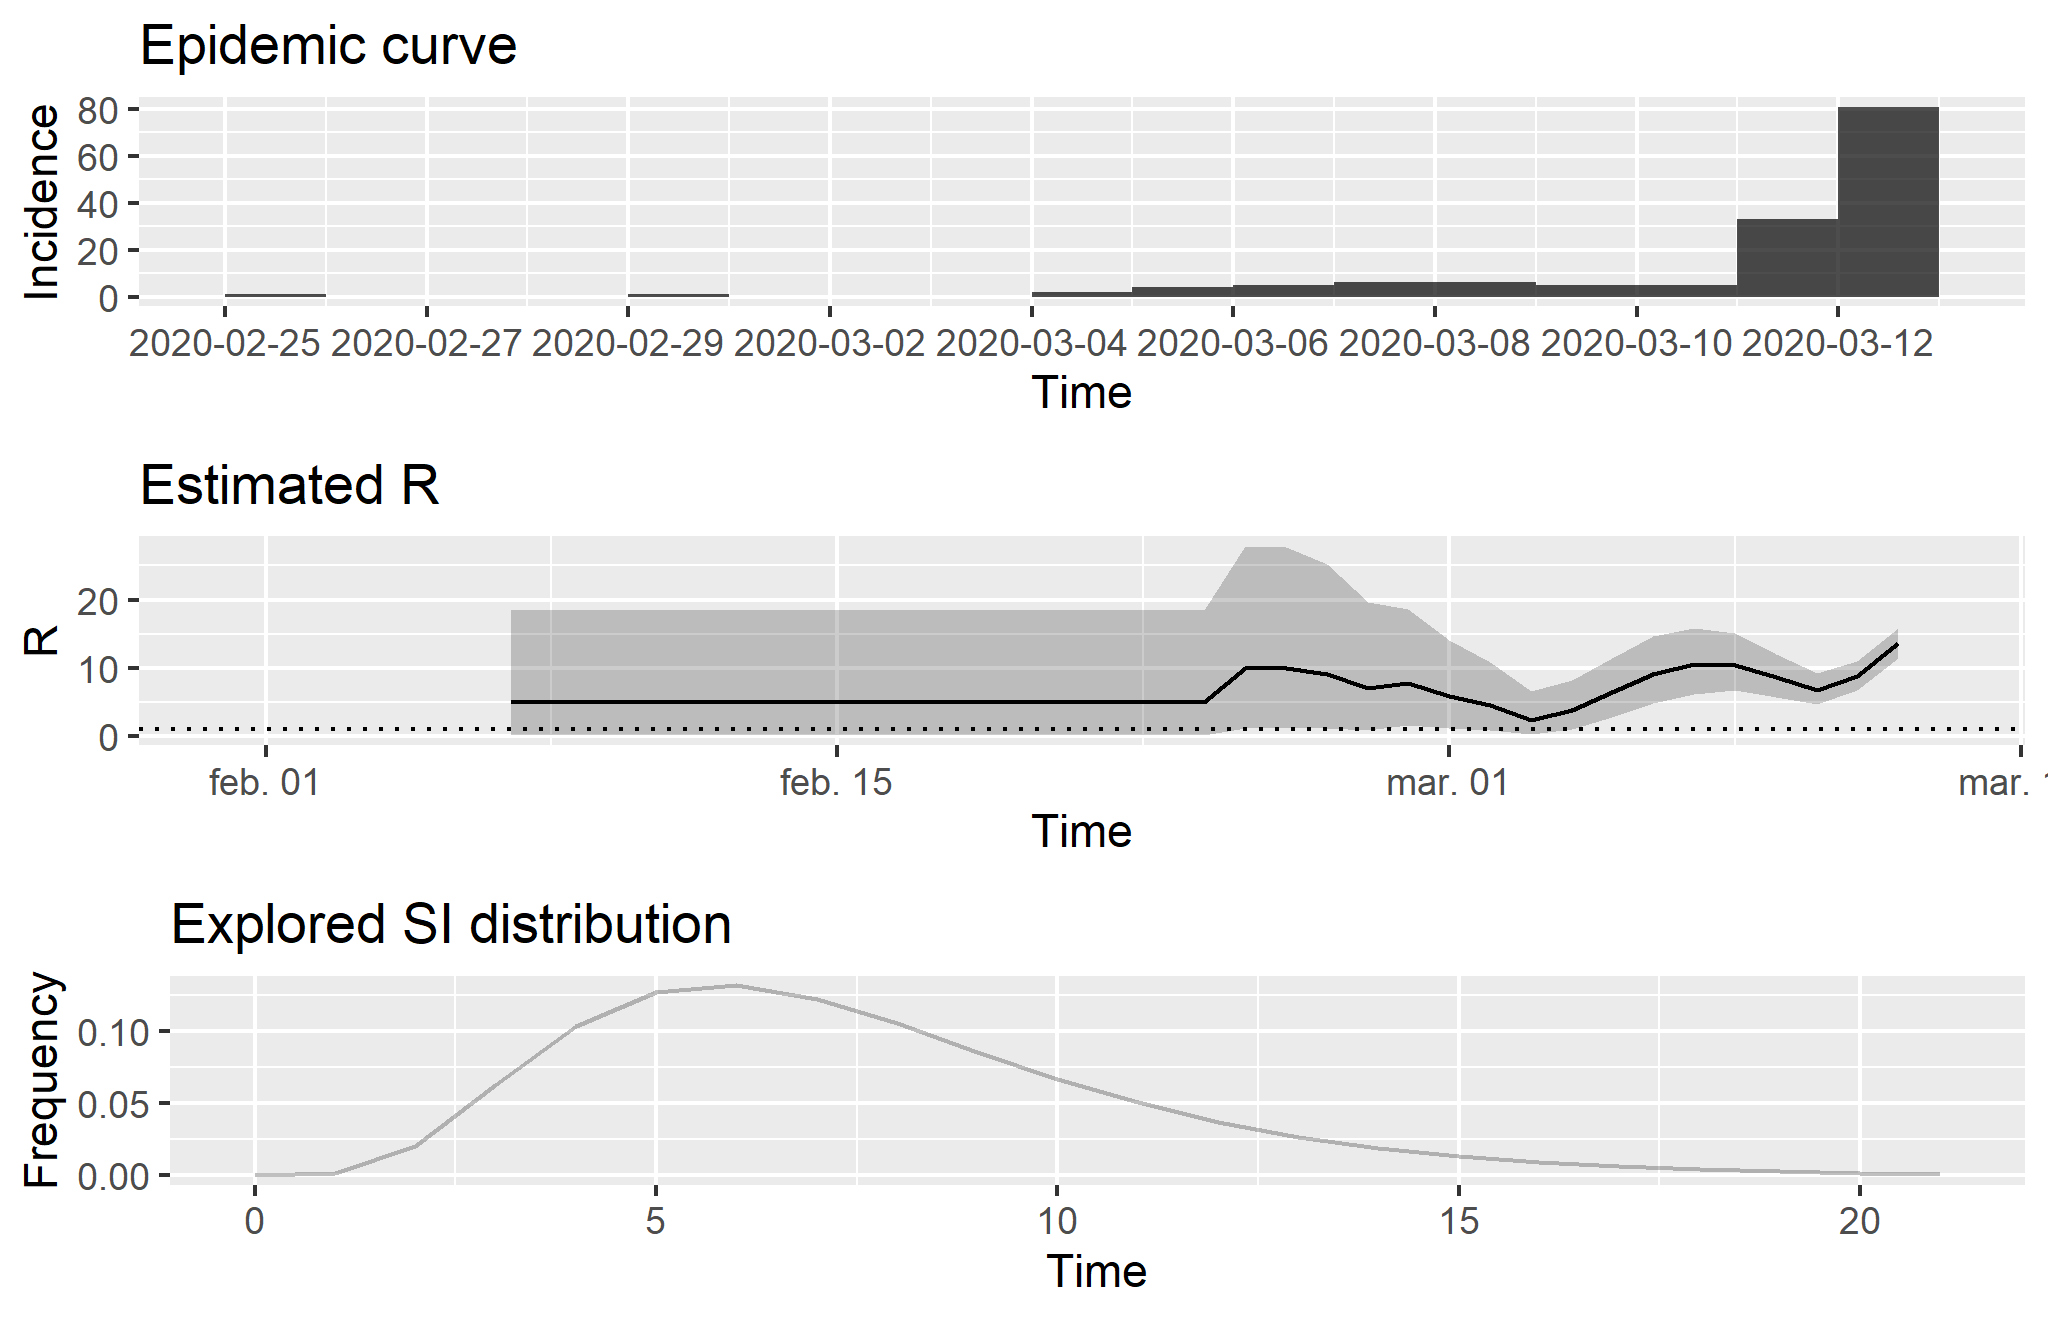 Epidemic curve
Incidence
80
60
40
20
0
2020-02-25 2020-02-27 2020-02-29 2020-03-02 2020-03-04 2020-03-06 2020-03-08 2020-03-10 2020-03-12
Time
Estimated R
R
20
10
0
feb. 01 feb. 15 mar. 01 mar.
Time
Explored SI distribution
Frequency
0.10
0.05
0.00
0 5 10 15 20
Time